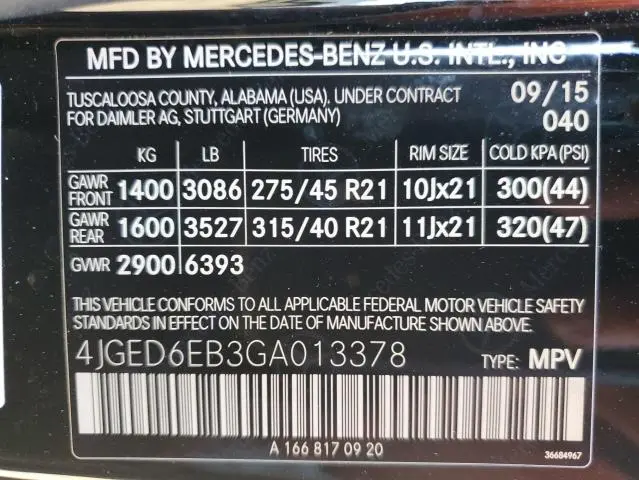 MFD BY MERCEDES-BENZ U.S. INTL., INC
TUSCALOOSA COUNTY, ALABAMA (USA). UNDER CONTRACT 09/15
FOR DAIMLER AG, STUTTGART (GERMANY) 040
KG LB TIRES RIM SIZE COLD KPA(PSI)
GAWR FRONT 1400 3086 275/45 R21 10Jx21 300(44)
GAWR REAR 1600 3527 315/40 R21 11Jx21 320(47)
GVWR 2900 6393
THIS VEHICLE CONFORMS TO ALL APPLICABLE FEDERAL MOTOR VEHICLE SAFETY
STANDARDS IN EFFECT ON THE DATE OF MANUFACTURE SHOWN ABOVE.
4JGED6EB3GA013378 TYPE: MPV
A 166 817 09 20 36684967